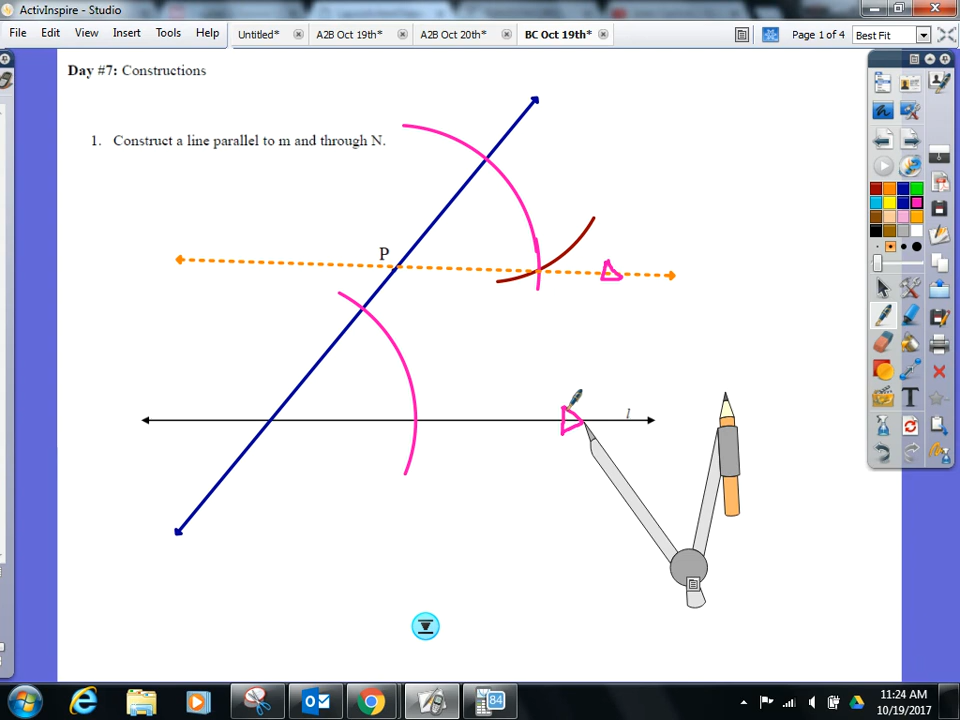 ActivInspire - Studio
File Edit View Insert Tools Help Untitled* A2B Oct 19th* A2B Oct 20th* BC Oct 19th* Page 1 of 4 Best Fit
Day #7: Constructions
1. Construct a line parallel to m and through N.
P
l
84
11:24 AM
10/19/2017